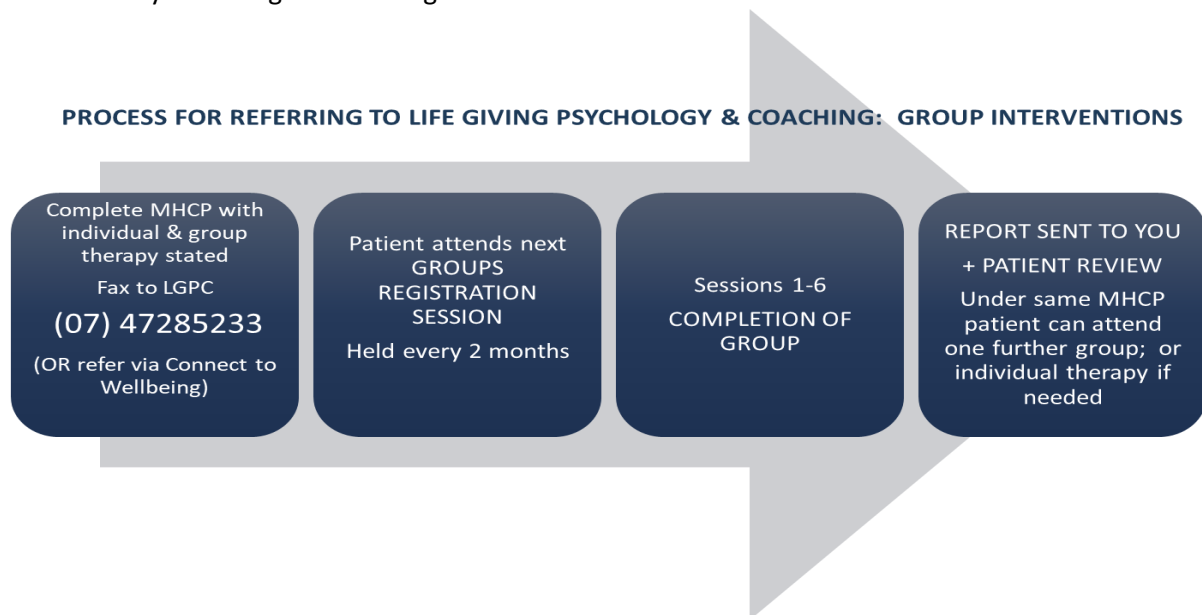 PROCESS FOR REFERRING TO LIFE GIVING PSYCHOLOGY & COACHING: GROUP INTERVENTIONS
Complete MHCP with
individual & group
therapy stated
Fax to LGPC
(07) 47285233
(OR refer via Connect to
Wellbeing)
Patient attends next
GROUPS
REGISTRATION
SESSION
Held every 2 months
Sessions 1-6
COMPLETION OF
GROUP
REPORT SENT TO YOU
+ PATIENT REVIEW
Under same MHCP
patient can attend
one further group; or
individual therapy if
needed